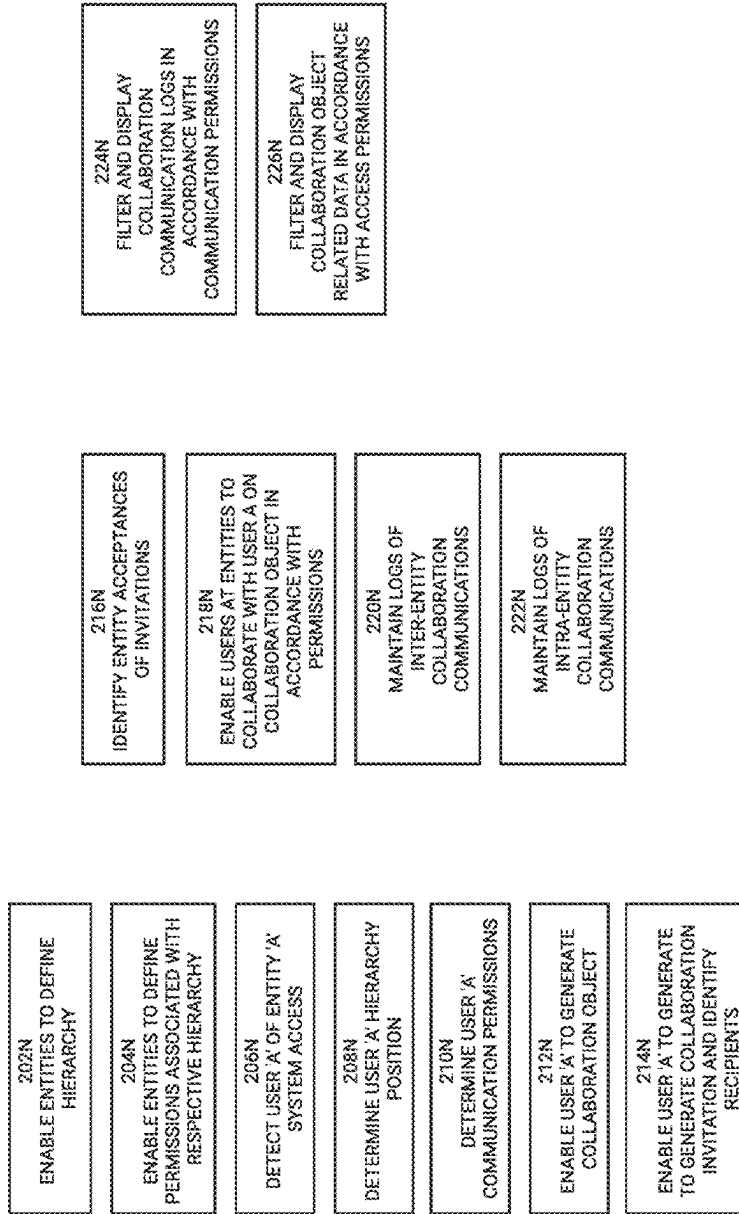 202N
ENABLE ENTITIES TO DEFINE
HIERARCHY
204N
ENABLE ENTITIES TO DEFINE
PERMISSIONS ASSOCIATED WITH
RESPECTIVE HIERARCHY
206N
DETECT USER 'A' OF ENTITY 'A'
SYSTEM ACCESS
208N
DETERMINE USER 'A' HIERARCHY
POSITION
210N
DETERMINE USER 'A'
COMMUNICATION PERMISSIONS
212N
ENABLE USER 'A' TO GENERATE
COLLABORATION OBJECT
214N
ENABLE USER 'A' TO GENERATE
TO GENERATE COLLABORATION
INVITATION AND IDENTIFY
RECIPIENTS
216N
IDENTIFY ENTITY ACCEPTANCES
OF INVITATIONS
218N
ENABLE USERS AT ENTITIES TO
COLLABORATE WITH USER A ON
COLLABORATION OBJECT IN
ACCORDANCE WITH
PERMISSIONS
220N
MAINTAIN LOGS OF
INTER-ENTITY
COLLABORATION
COMMUNICATIONS
222N
MAINTAIN LOGS OF
INTRA-ENTITY
COLLABORATION
COMMUNICATIONS
224N
FILTER AND DISPLAY
COLLABORATION
COMMUNICATION LOGS IN
ACCORDANCE WITH
COMMUNICATION PERMISSIONS
226N
FILTER AND DISPLAY
COLLABORATION OBJECT
RELATED DATA IN ACCORDANCE
WITH ACCESS PERMISSIONS